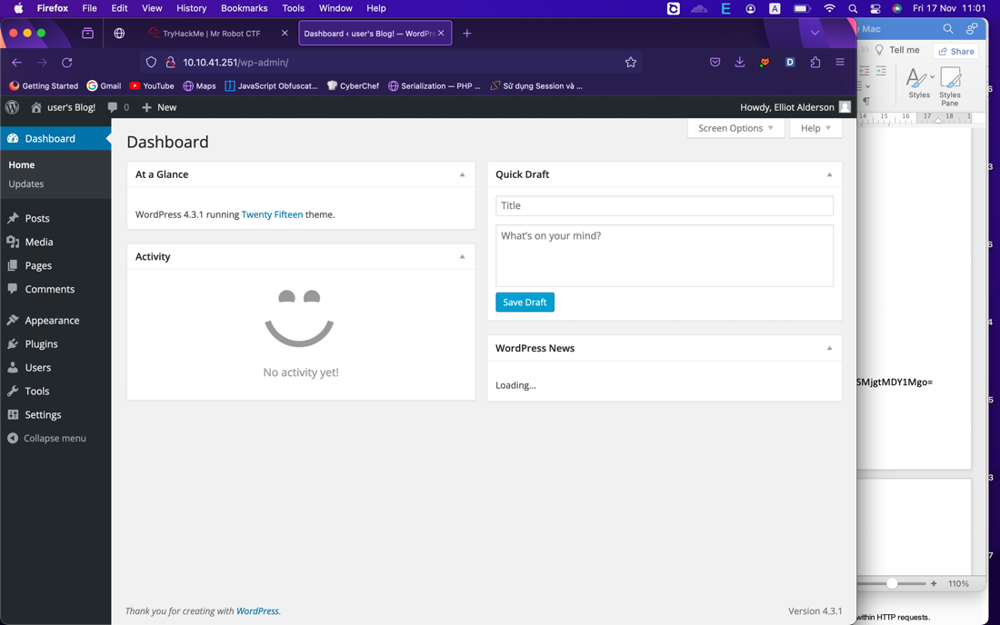 Firefox File Edit View History Bookmarks Tools Window Help
Fri 17 Nov 11:01
TryHackMe | Mr Robot CTF
Dashboard ‹ user's Blog! — WordPr
10.10.41.251/wp-admin/
Getting Started Gmail YouTube Maps JavaScript Obfuscat... CyberChef Serialization — PHP ... Sử dụng Session và ...
user's Blog! 0 New
Howdy, Elliot Alderson
Dashboard
Home
Updates
Posts
Media
Pages
Comments
Appearance
Plugins
Users
Tools
Settings
Collapse menu
Screen Options Help
Dashboard
At a Glance
WordPress 4.3.1 running Twenty Fifteen theme.
Activity
No activity yet!
Quick Draft
Title
What's on your mind?
Save Draft
WordPress News
Loading...
Thank you for creating with WordPress.
Version 4.3.1
Mac
Tell me
Share
Styles
Styles Pane
14 15 16 17 18
SMjgtMDY1Mgo=
110%
within HTTP requests.